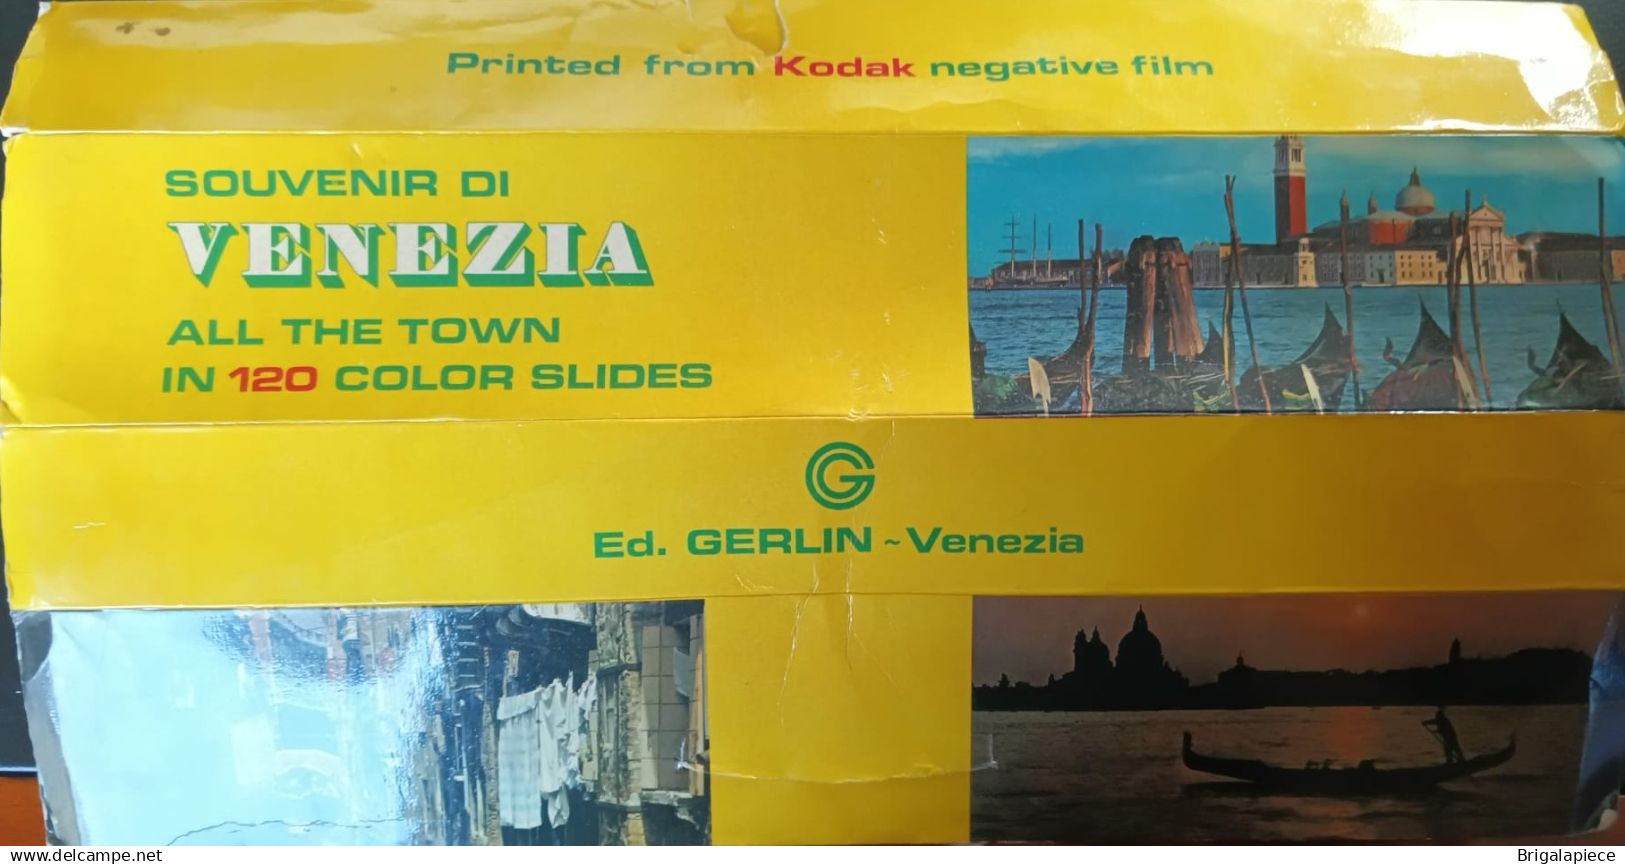 Printed from Kodak negative film
SOUVENIR DI
VENEZIA
ALL THE TOWN
IN 120 COLOR SLIDES
G
Ed. GERLIN ~ Venezia
delcampe.net
Brigalapiece